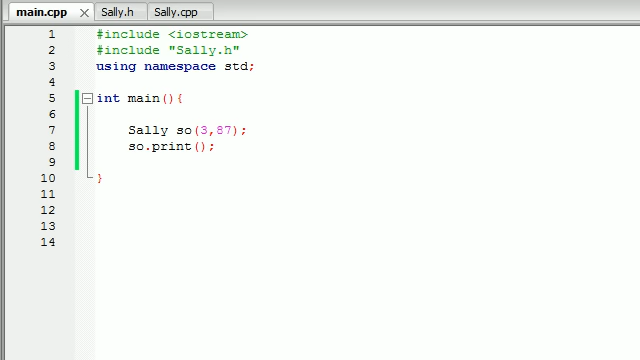 main.cpp Sally.h Sally.cpp
1 #include <iostream>
2 #include "Sally.h"
3 using namespace std;
4
5 int main(){
6
7 Sally so(3,87);
8 so.print();
9
10 }
11
12
13
14